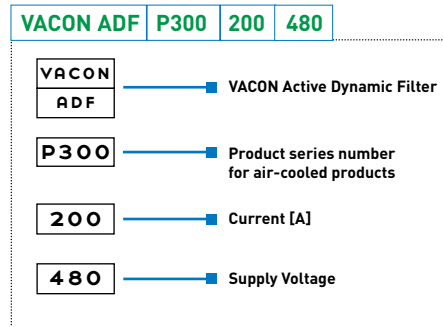 VACON ADF P300 200 480
VACON
ADF
VACON Active Dynamic Filter
P300
Product series number
for air-cooled products
200
Current [A]
480
Supply Voltage